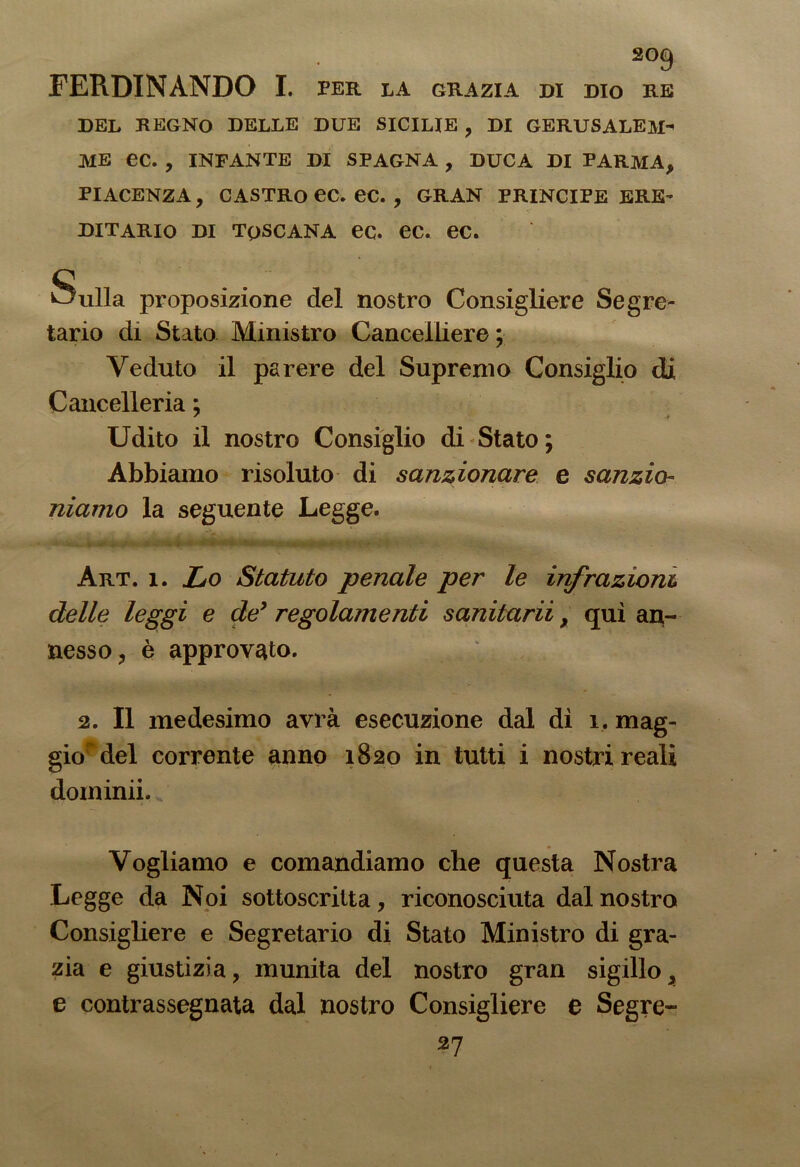 209
FERDINANDO I. PER LA GRAZIA DI DIO RE
DEL REGNO DELLE DUE SICILIE , DI GERUSALEM-
ME ec. , INFANTE DI SPAGNA , DUCA DI PARMA,
PIACENZA, CASTRO ec. ec. , GRAN PRINCIPE ERE-
DITARIO DI TOSCANA ec. ec. ec.
Sulla proposizione del nostro Consigliere Segre-
tario di Stato Ministro Cancelliere ;
Veduto il parere del Supremo Consiglio di
Cancelleria ;
Udito il nostro Consiglio di Stato ;
Abbiamo risoluto di sanzionare e sanzio-
niamo la seguente Legge.
ART. 1. Lo Statuto penale per le infrazioni
delle leggi e de' regolamenti sanitarii , quì an-
nesso , è approvato.
2. Il medesimo avrà esecuzione dal dì 1. mag-
gio del corrente anno 1820 in tutti i nostri reali
dominii.
Vogliamo e comandiamo che questa Nostra
Legge da Noi sottoscritta , riconosciuta dal nostro
Consigliere e Segretario di Stato Ministro di gra-
zia e giustizia , munita del nostro gran sigillo ,
e contrassegnata dal nostro Consigliere e Segre-
27